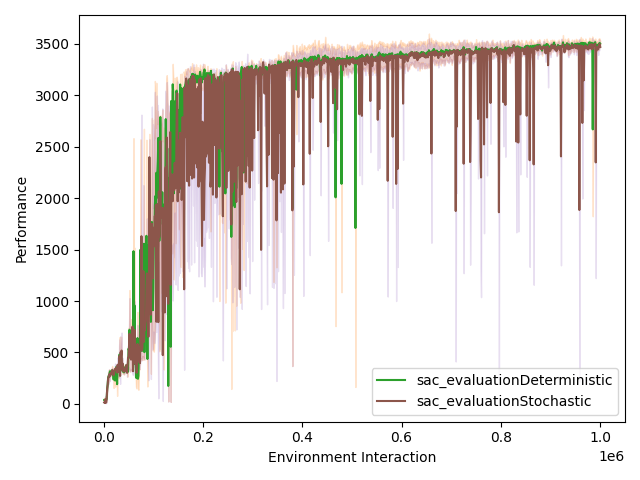 3500
3000
2500
2000
1500
1000
500
0
Performance
sac_evaluationDeterministic
sac_evaluationStochastic
0.0 0.2 0.4 0.6 0.8 1.0
1e6
Environment Interaction